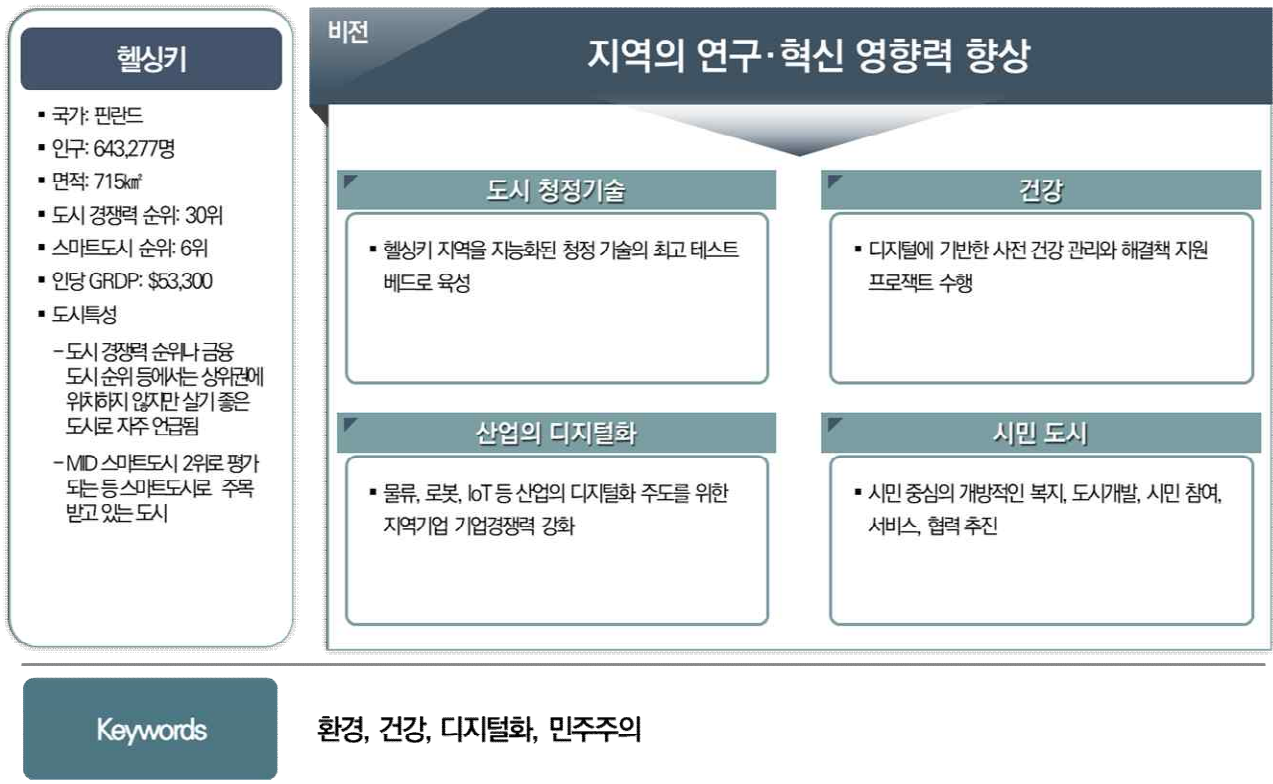 헬싱키
▪ 국가: 핀란드
▪ 인구: 643,277명
▪ 면적: 715㎢
▪ 도시 경쟁력 순위: 30위
▪ 스마트도시 순위: 6위
▪ 인당 GRDP: $53,300
▪ 도시특성
– 도시 경쟁력 순위나 금융
도시 순위 등에서는 상위권에
위치하지 않지만 살기 좋은
도시로 자주 언급됨
– MID 스마트도시 2위로 평가
되는 등 스마트도시로 주목
받고 있는 도시
비전
지역의 연구·혁신 영향력 향상
도시 청정기술
▪ 헬싱키 지역을 지능화된 청정 기술의 최고 테스트
베드로 육성
건강
▪ 디지털에 기반한 사전 건강 관리와 해결책 지원
프로잭트 수행
산업의 디지털화
▪ 물류, 로봇, IoT 등 산업의 디지털화 주도를 위한
지역기업 기업경쟁력 강화
시민 도시
▪ 시민 중심의 개방적인 복지, 도시개발, 시민 참여,
서비스, 협력 추진
Keywords
환경, 건강, 디지털화, 민주주의